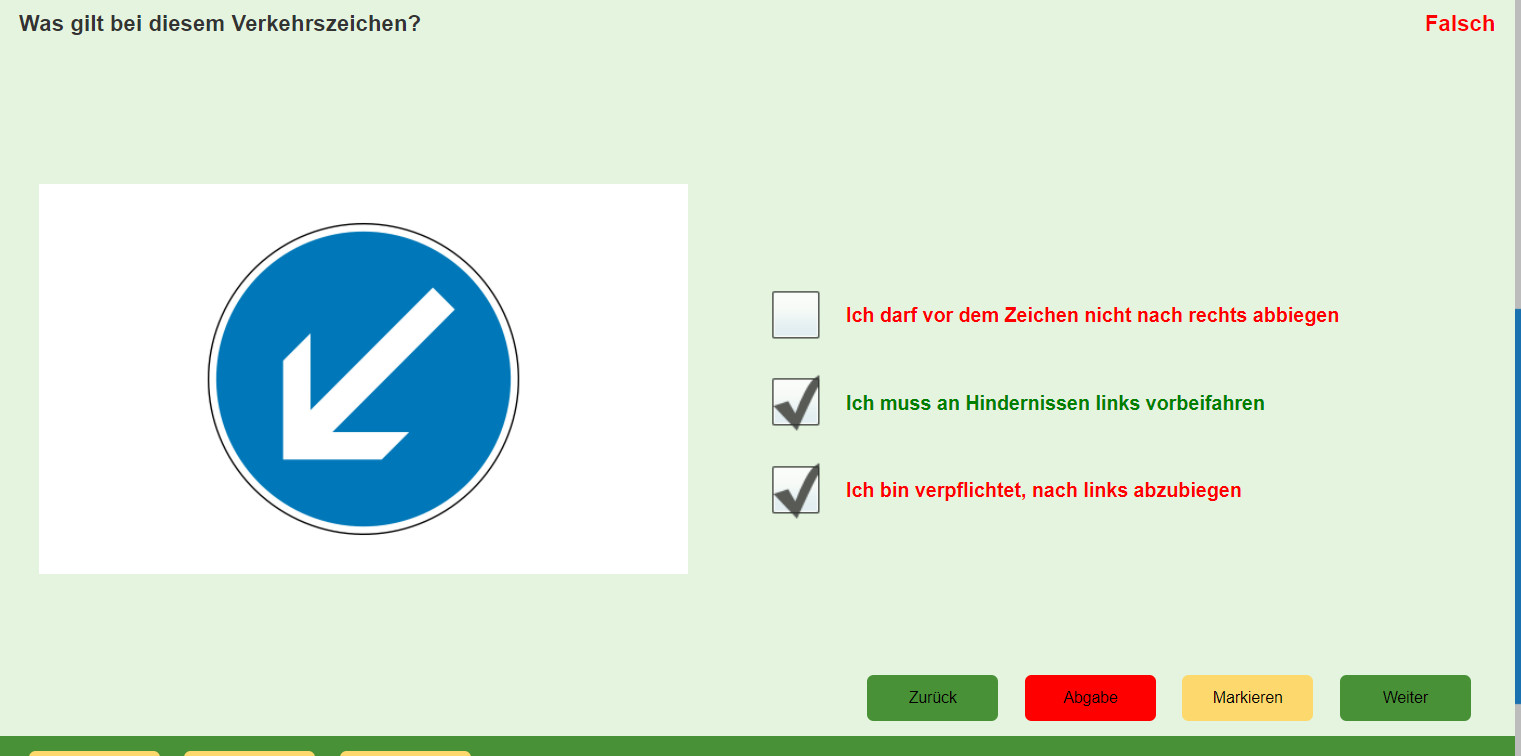 Was gilt bei diesem Verkehrszeichen?
Falsch
Ich darf vor dem Zeichen nicht nach rechts abbiegen
Ich muss an Hindernissen links vorbeifahren
Ich bin verpflichtet, nach links abzubiegen
Zurück
Abgabe
Markieren
Weiter